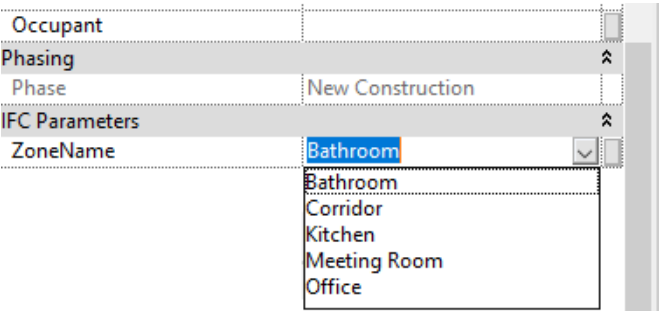 Occupant
Phasing
Phase New Construction
IFC Parameters
ZoneName Bathroom
Bathroom
Corridor
Kitchen
Meeting Room
Office